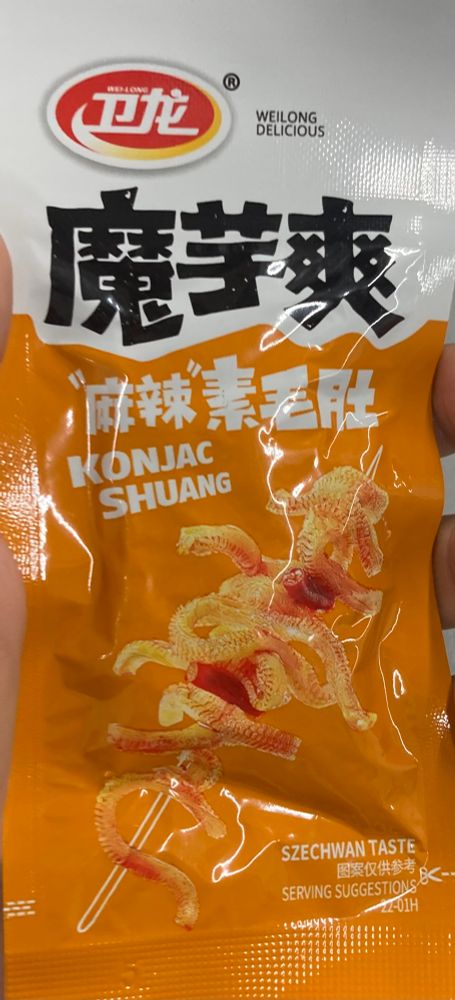 WEI-LONG
卫龙®
WEILONG
DELICIOUS
魔芋爽
"麻辣"素毛肚
KONJAC
SHUANG
SZECHWAN TASTE
图案仅供参考
SERVING SUGGESTIONS
22-01H